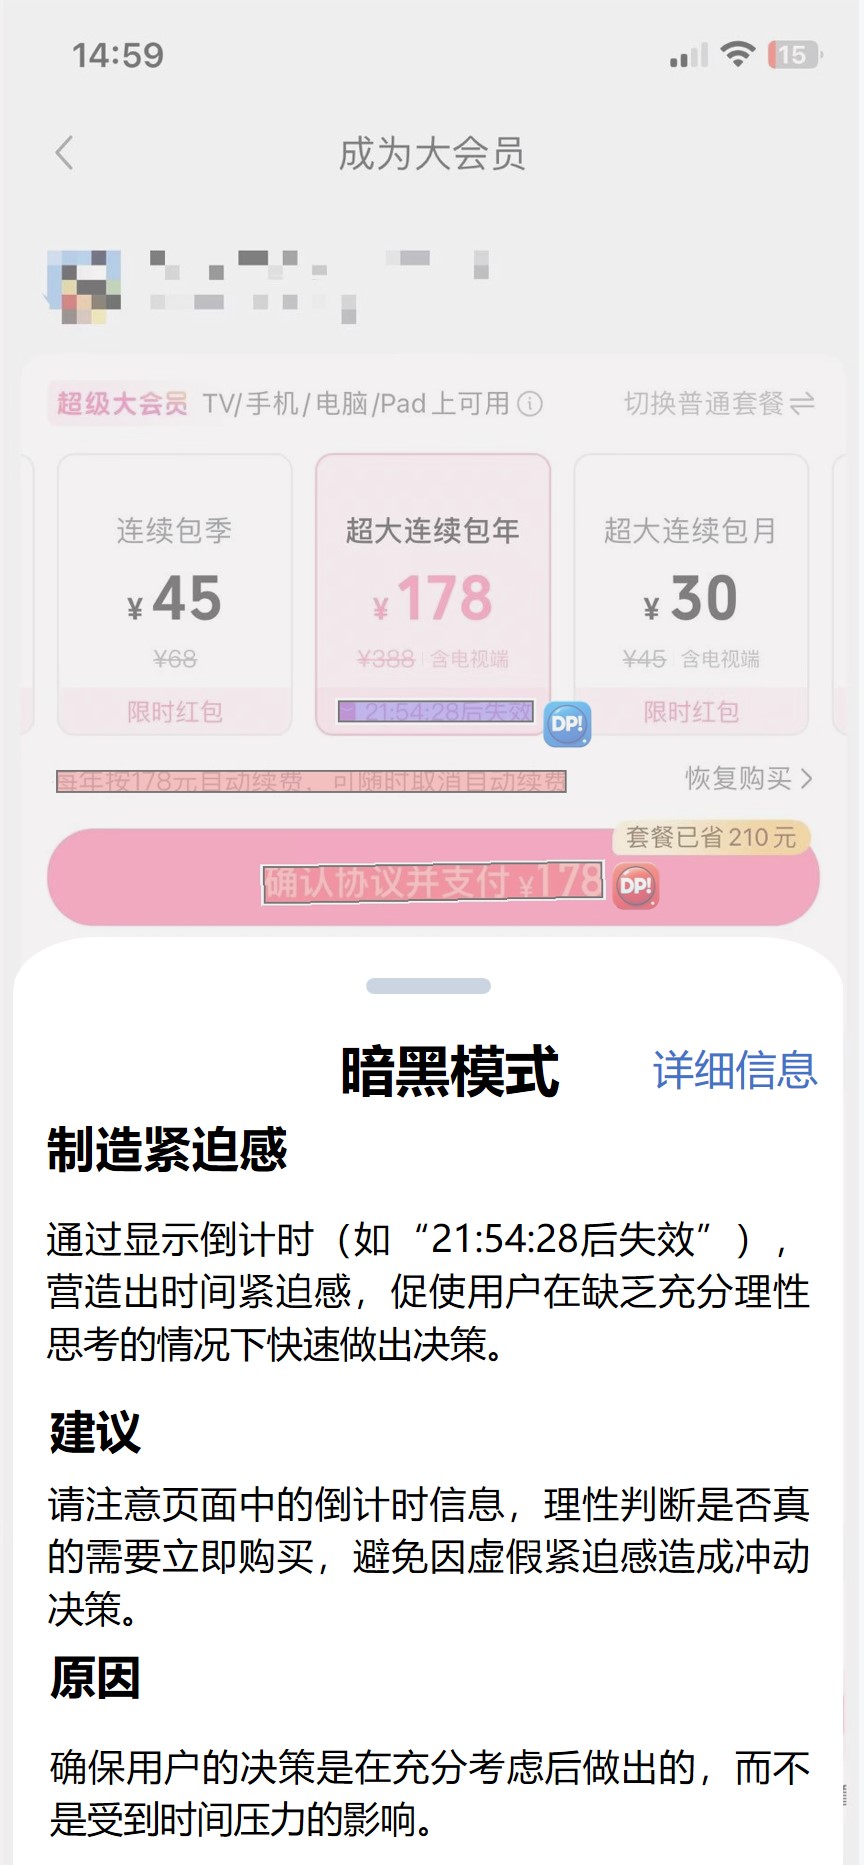 14:59
15
成为大会员
超级大会员 TV/手机/电脑/Pad上可用
切换普通套餐
连续包季
¥45
¥68
限时红包
超大连续包年
¥178
¥388 含电视端
21:54:28后失效
超大连续包月
¥30
¥45 含电视端
限时红包
DP!
每年按178元自动续费，可随时取消自动续费
恢复购买
套餐已省210元
确认协议并支付 ¥178
DP!
暗黑模式
详细信息
制造紧迫感
通过显示倒计时（如“21:54:28后失效”），
营造出时间紧迫感，促使用户在缺乏充分理性
思考的情况下快速做出决策。
建议
请注意页面中的倒计时信息，理性判断是否真
的需要立即购买，避免因虚假紧迫感造成冲动
决策。
原因
确保用户的决策是在充分考虑后做出的，而不
是受到时间压力的影响。